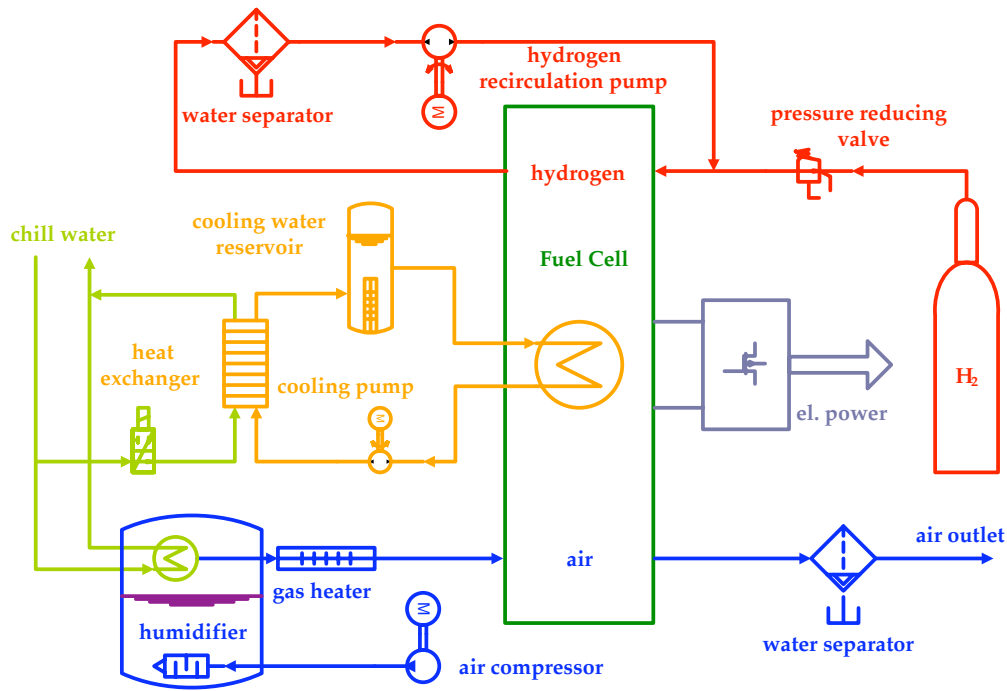 hydrogen
recirculation pump
water separator
pressure reducing
valve
hydrogen
cooling water
reservoir
chill water
Fuel Cell
heat
exchanger
cooling pump
H₂
el. power
M
M
air outlet
air
gas heater
M
humidifier
air compressor
water separator